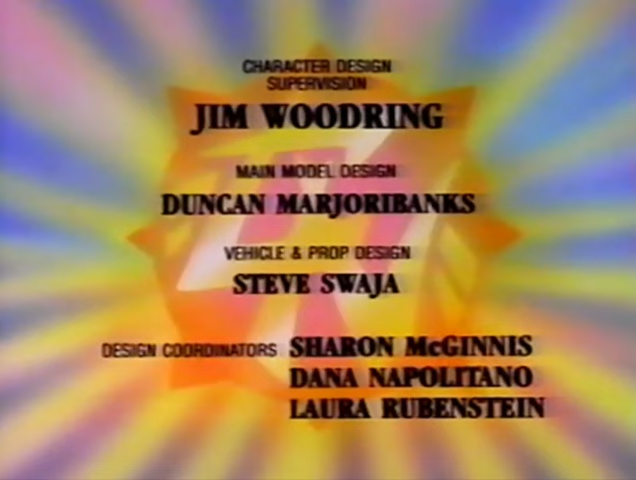 CHARACTER DESIGN
SUPERVISION
JIM WOODRING
MAIN MODEL DESIGN
DUNCAN MARJORIBANKS
VEHICLE & PROP DESIGN
STEVE SWAJA
DESIGN COORDINATORS SHARON McGINNIS
DANA NAPOLITANO
LAURA RUBENSTEIN